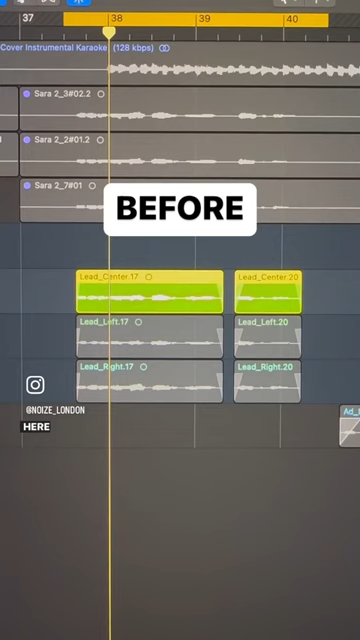 37
38
39
40
Cover Instrumental Karaoke (128 kbps)
Sara 2_3#02.2
Sara 2_2#01.2
Sara 2_7#01
BEFORE
Lead_Center.17
Lead_Center.20
Lead_Left.17
Lead_Left.20
Lead_Right.17
Lead_Right.20
@NOIZE_LONDON
HERE